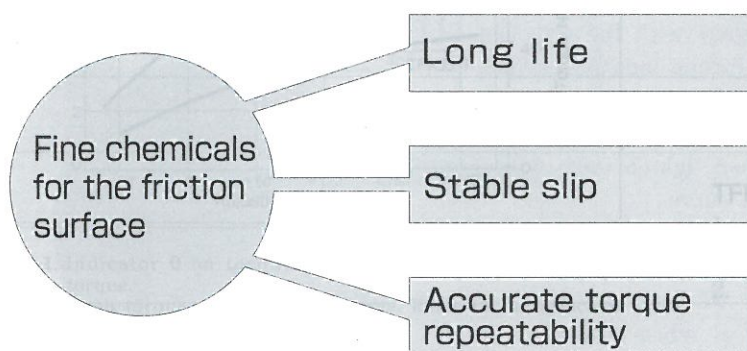 Long life
Fine chemicals
for the friction
surface
Stable slip
Accurate torque
repeatability